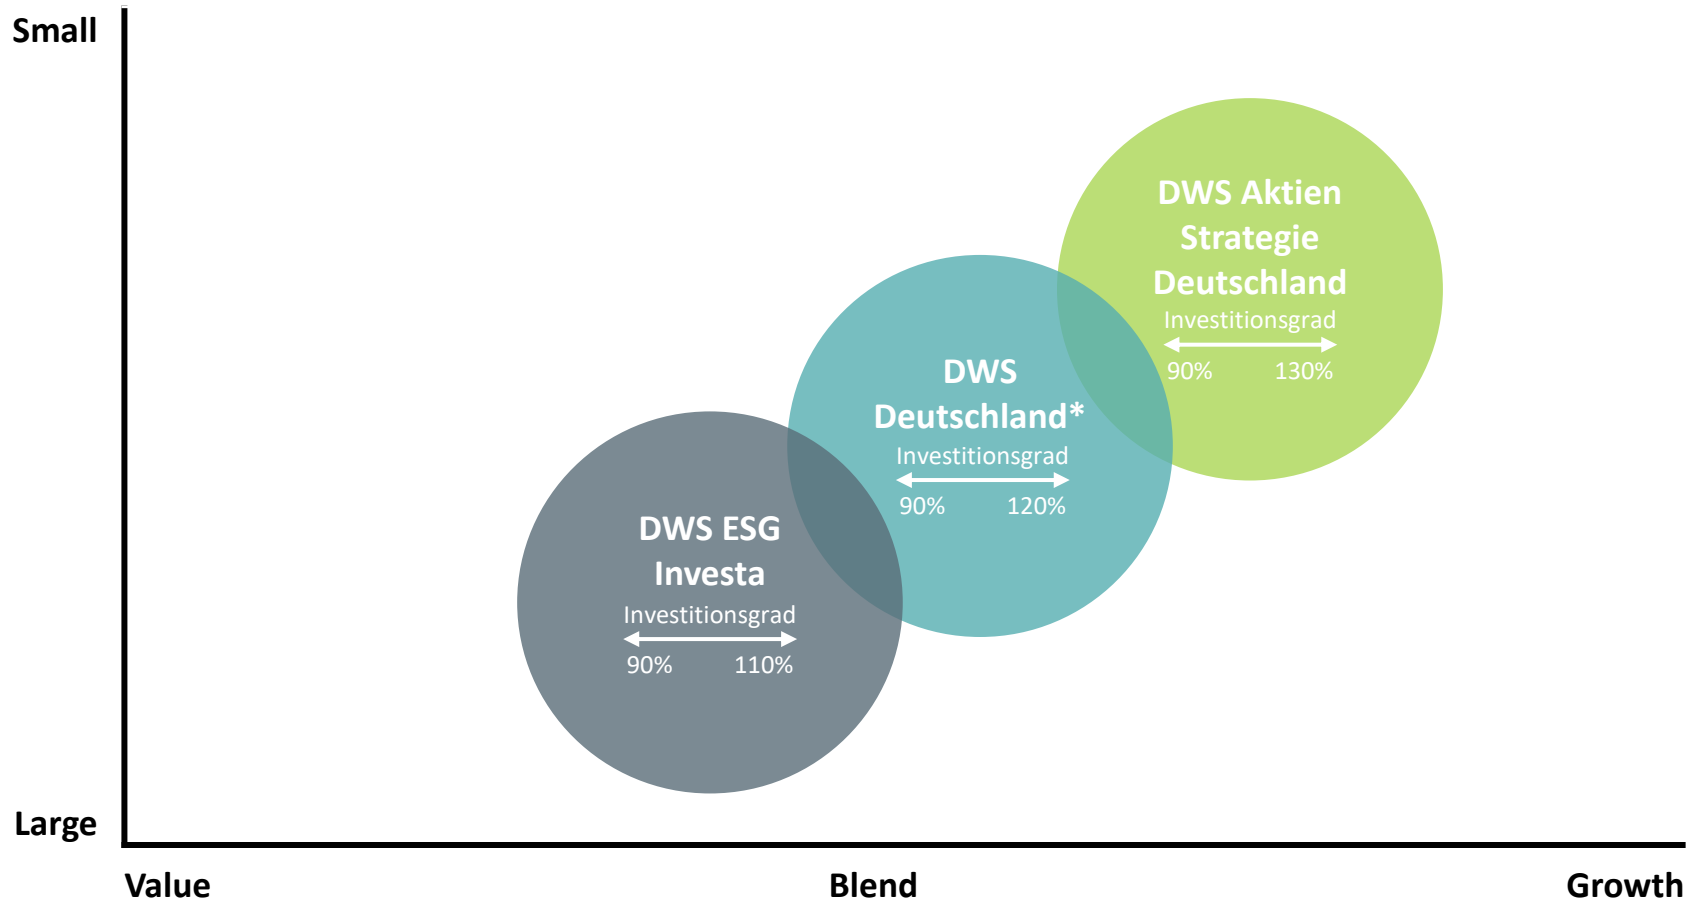 Small
DWS Aktien
Strategie
Deutschland
Investitionsgrad
90% 130%
DWS
Deutschland*
Investitionsgrad
90% 120%
DWS ESG
Investa
Investitionsgrad
90% 110%
Large
Value Blend Growth